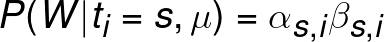 P(W|t_i = s, μ) = α_{s,i}β_{s,i}